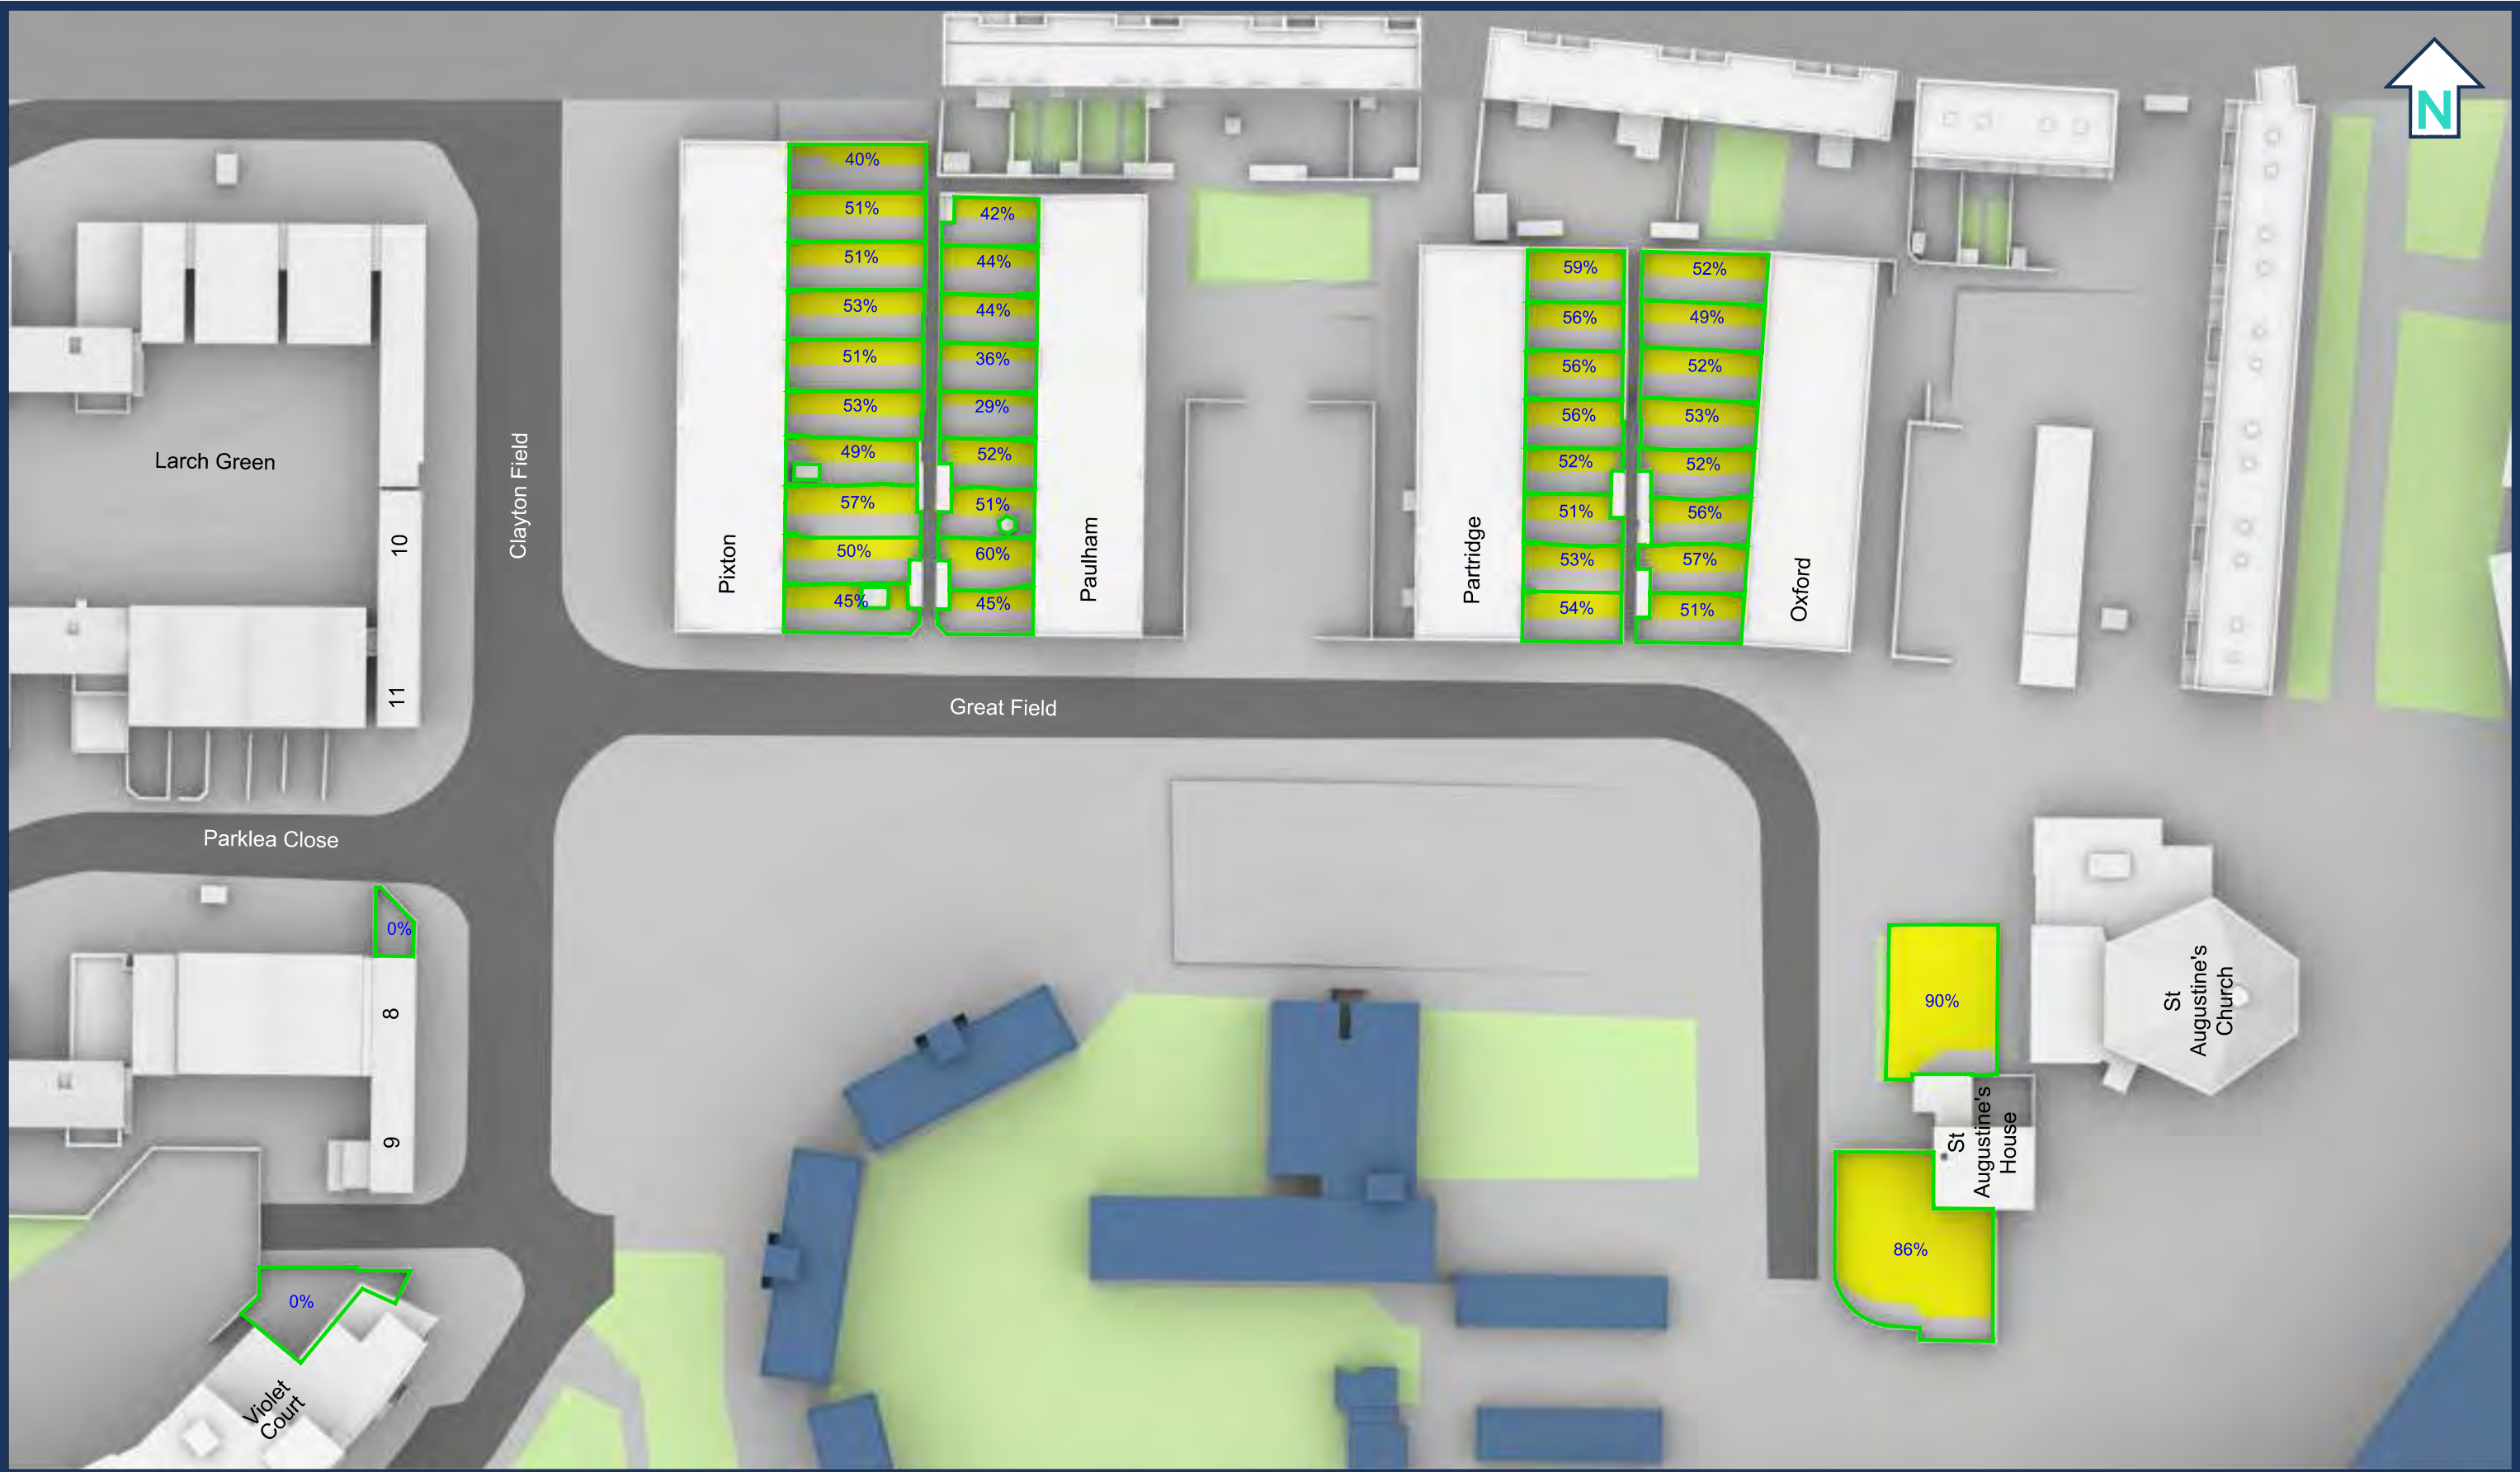 N
40%
51%
42%
51%
44%
59%
52%
53%
44%
56%
49%
51%
36%
56%
52%
53%
29%
56%
53%
49%
52%
52%
52%
57%
51%
51%
56%
50%
60%
53%
57%
45%
45%
54%
51%
Larch Green
Clayton Field
10
11
Pixton
Paulham
Partridge
Oxford
Great Field
Parklea Close
0%
8
9
90%
St
Augustine's
Church
St
Augustine's
House
86%
0%
Violet
Court